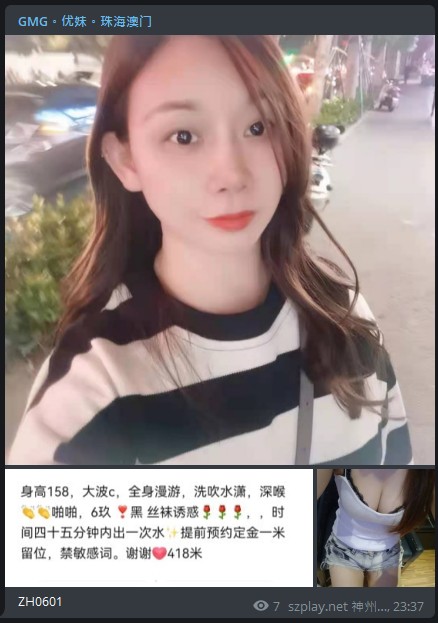 GMG • 优妹 • 珠海澳门
身高158，大波c，全身漫游，洗吹水潇，深喉
👏👏啪啪，6玖❣️黑 丝袜诱惑🌹🌹🌹，，时
间四十五分钟内出一次水✨提前预约定金一米
留位，禁敏感词。谢谢❤️418米
ZH0601
7 szplay.net 神州..., 23:37